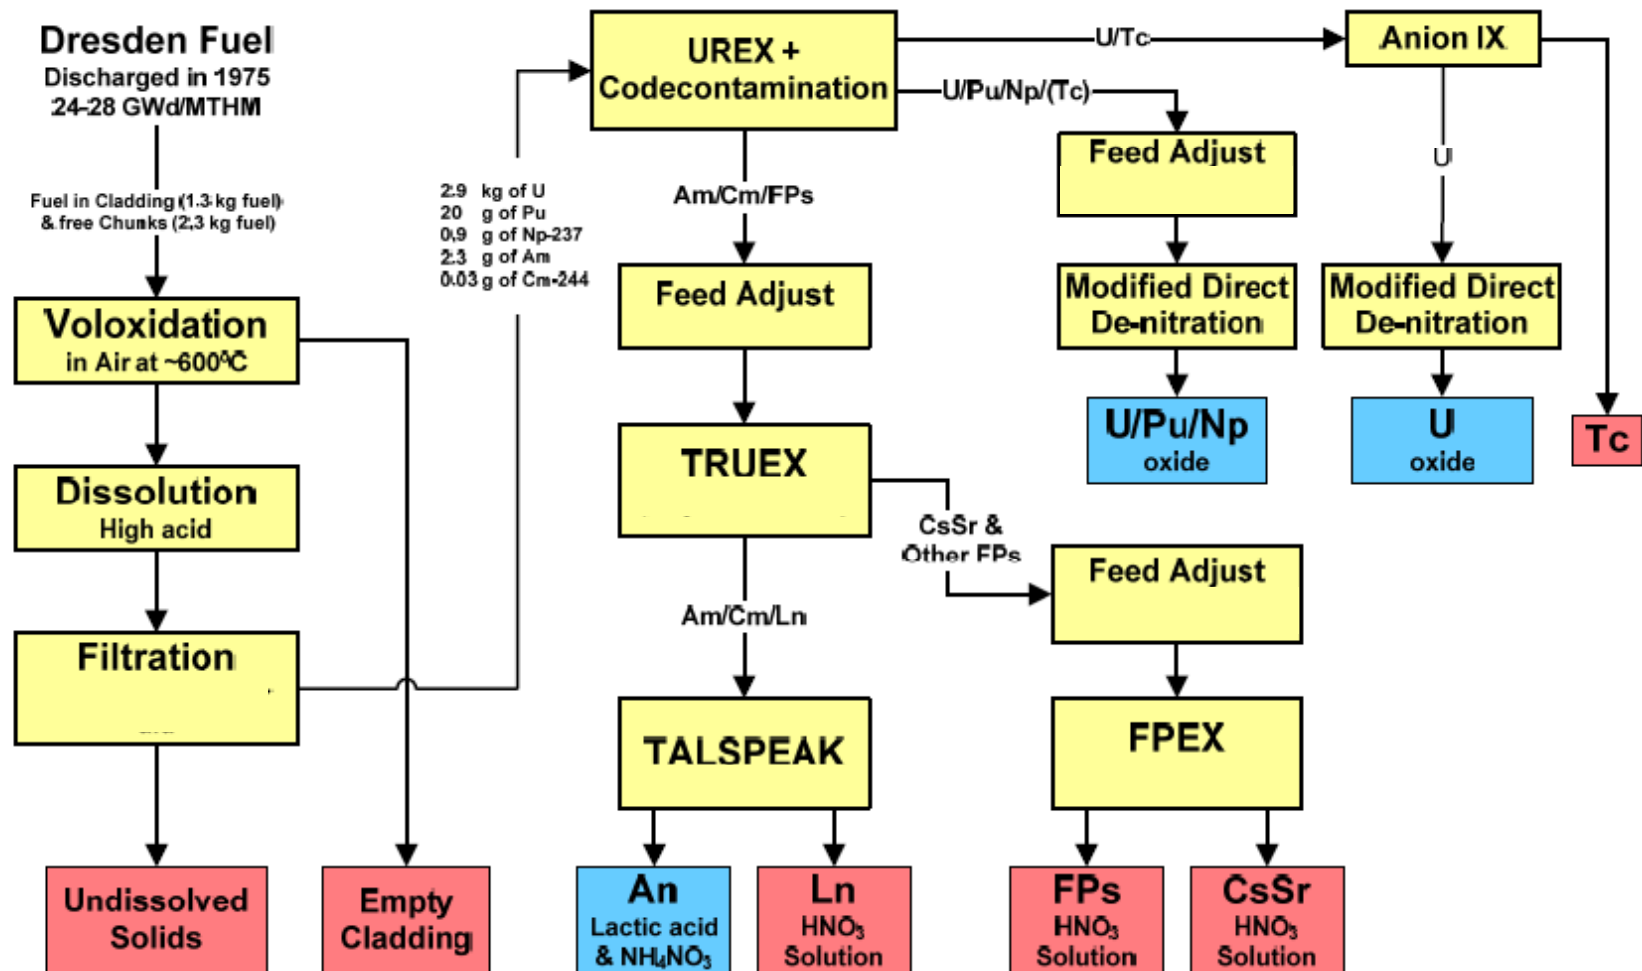 Dresden Fuel
Discharged in 1975
24-28 GWd/MTHM
Fuel in Cladding (1.3 kg fuel)
& free Chunks (2.3 kg fuel)
Voloxidation
in Air at ~600°C
Dissolution
High acid
Filtration
Undissolved
Solids
Empty
Cladding
2.9 kg of U
20 g of Pu
0.9 g of Np-237
2.3 g of Am
0.03 g of Cm-244
UREX +
Codecontamination
U/Tc
U/Pu/Np/(Tc)
Am/Cm/FPs
Feed Adjust
TRUEX
CsSr &
Other FPs
Am/Cm/Ln
TALSPEAK
An
Lactic acid
& NH₄NO₃
Ln
HNO₃
Solution
Anion IX
Feed Adjust
U
Modified Direct
De-nitration
Modified Direct
De-nitration
U/Pu/Np
oxide
U
oxide
Tc
Feed Adjust
FPEX
FPs
HNO₃
Solution
CsSr
HNO₃
Solution